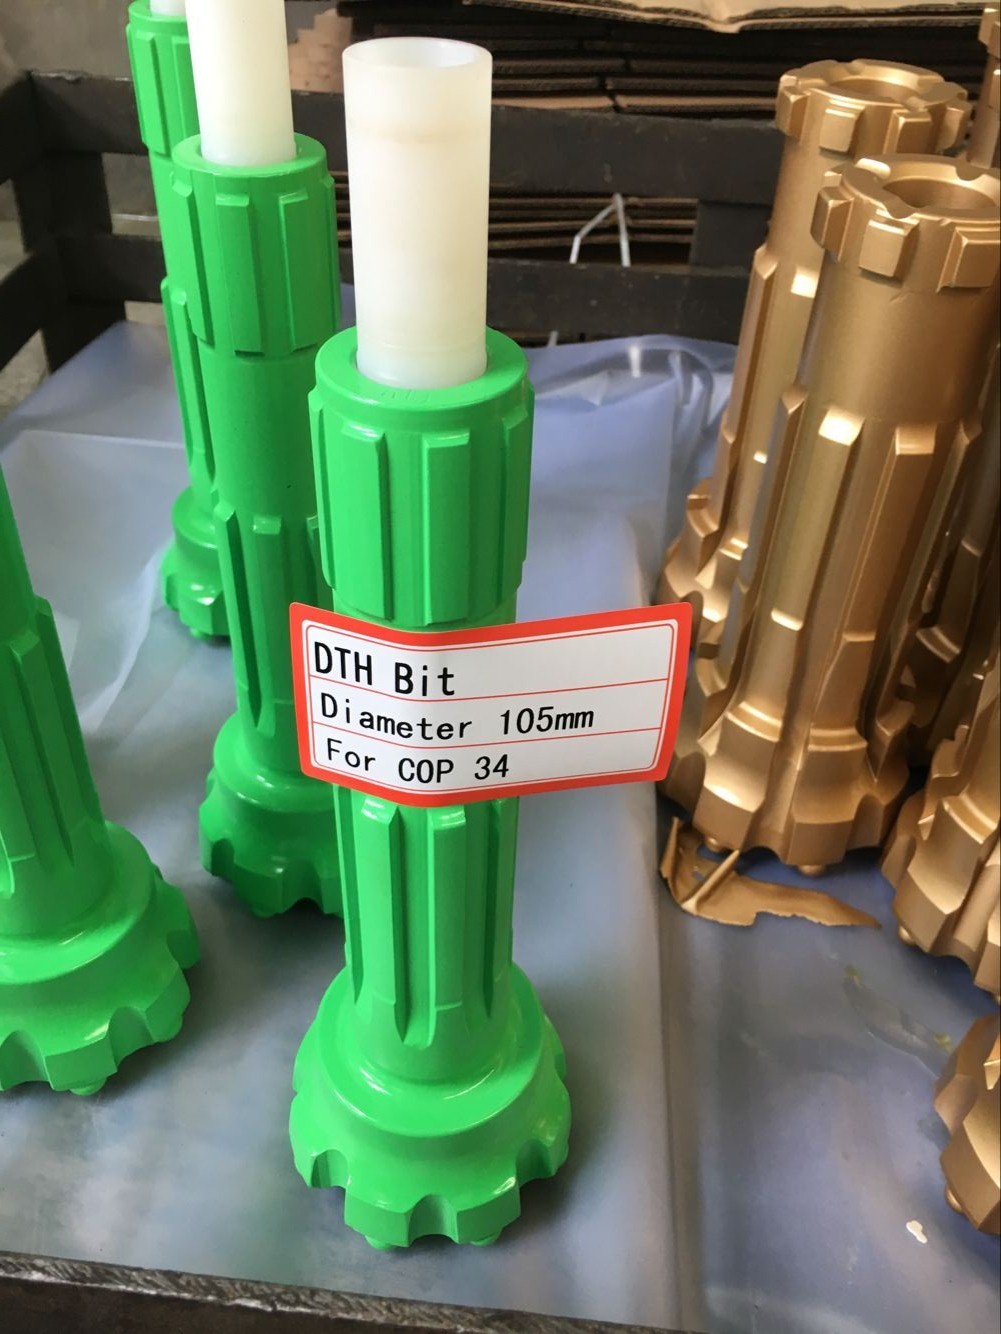 DTH Bit
Diameter 105mm
For COP 34